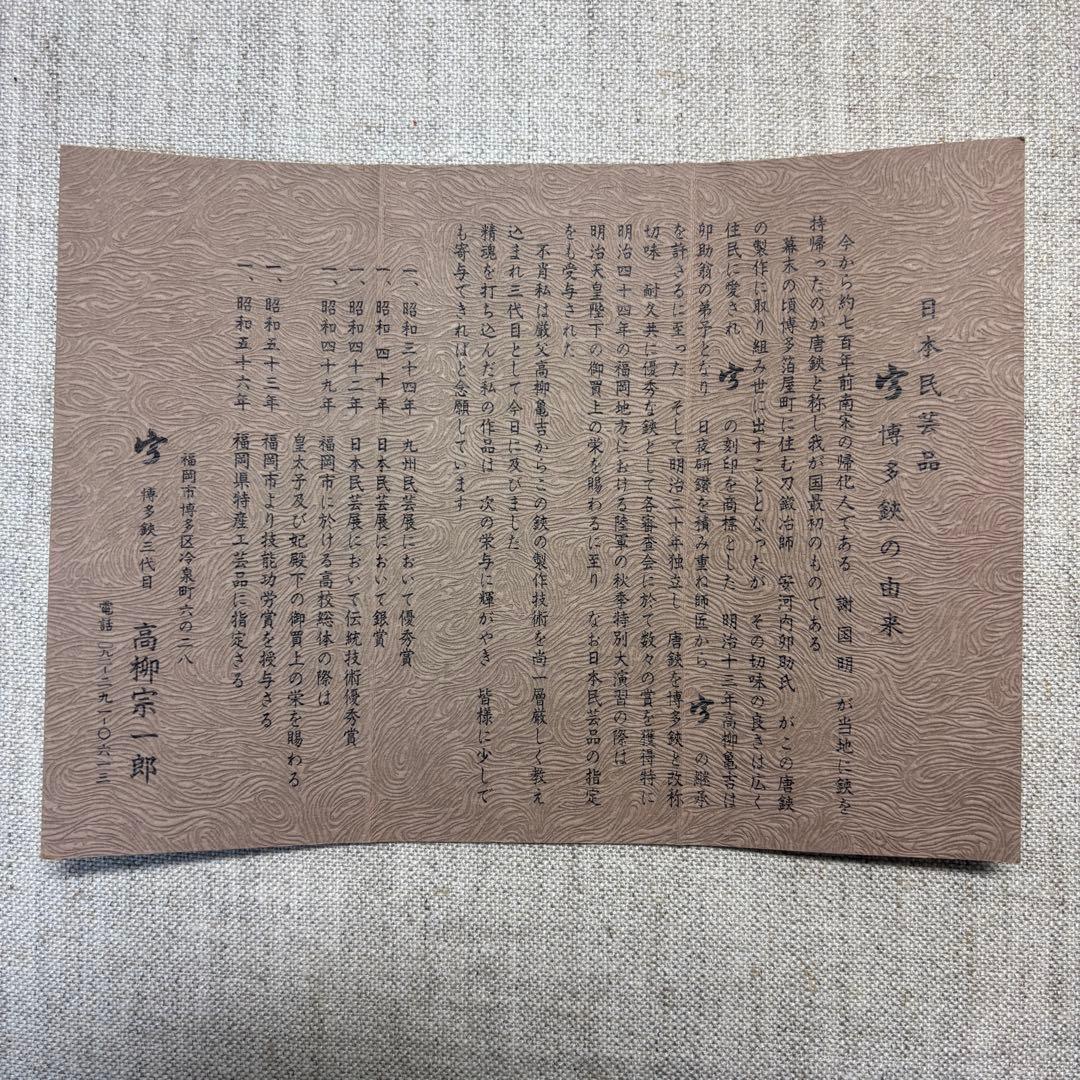 日本民芸品
博多鋏の由来
今から約七百年前南宋の帰化人である　謝国明　が当地に鋏を
持帰ったのが唐鋏と称し我が国最初のものである
幕末の頃博多箔屋町に住む刀鍛冶師　安河内卯助氏　がこの唐鋏
の製作に取り組み世に出すこととなったが　その切味の良さは広く
住民に愛され　の刻印を商標とした　明治十三年高柳亀吉は
卯助翁の弟子となり　日夜研鑽を積み重ね師匠から　の継承
を許さるに至った　そして明治二十年独立し　唐鋏を博多鋏と改称
切味　耐久共に優秀な鋏として各審査会に於て数々の賞を獲得特に
明治四十四年の福岡地方における陸軍の秋季特別大演習の際は
明治天皇陛下の御買上の栄を賜わるに至り　なお日本民芸品の指定
をも受与された
不肖私は厳父高柳亀吉からこの鋏の製作技術を尚一層厳しく教え
込まれ三代目として今日に及びました
精魂を打ち込んだ私の作品は　次の栄与に輝がやき　皆様に少しで
も寄与できればと念願しています
一、昭和三十四年　九州民芸展において優秀賞
一、昭和四十年　日本民芸展において銀賞
一、昭和四十二年　日本民芸展において伝統技術優秀賞
一、昭和四十九年　福岡市に於ける高校総体の際は
皇太子及び妃殿下の御買上の栄を賜わる
一、昭和五十三年　福岡市より技能功労賞を授与さる
一、昭和五十六年　福岡県特産工芸品に指定さる
福岡市博多区冷泉町六の二八
博多鋏三代目　高柳宗一郎
電話二九一-〇六一三